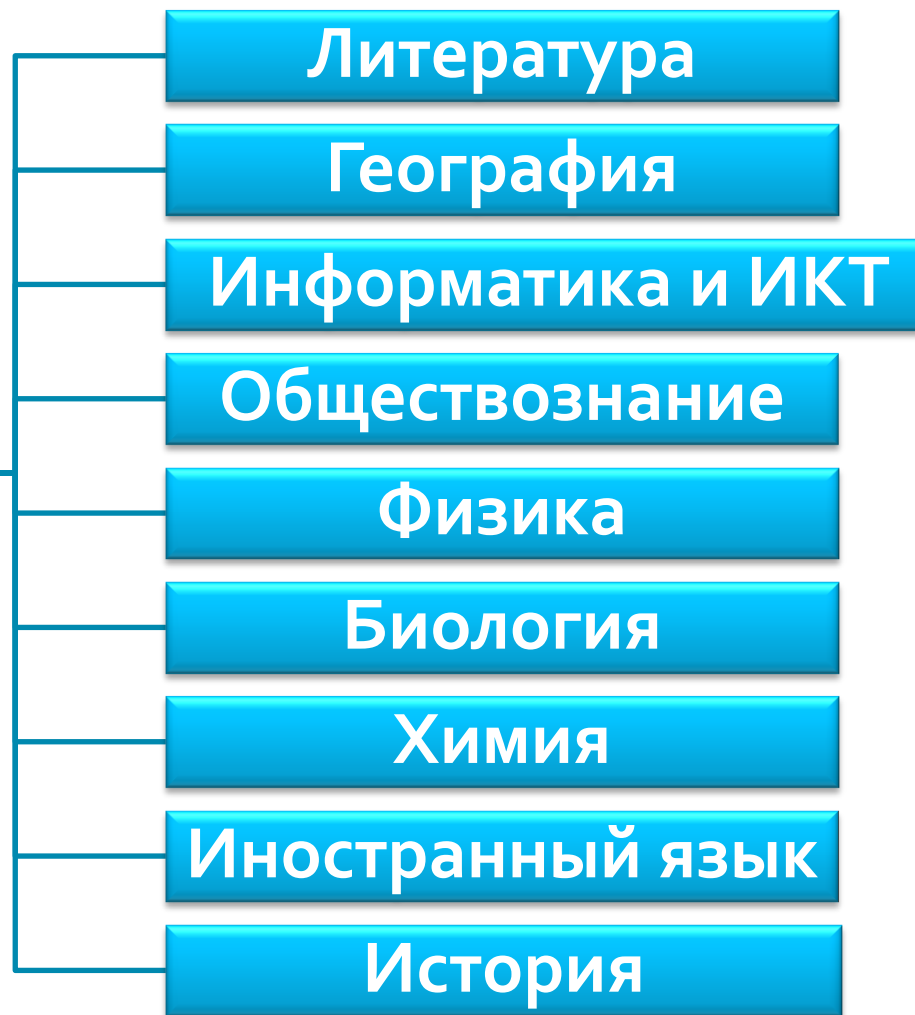 Литература
География
Информатика и ИКТ
Обществознание
Физика
Биология
Химия
Иностранный язык
История